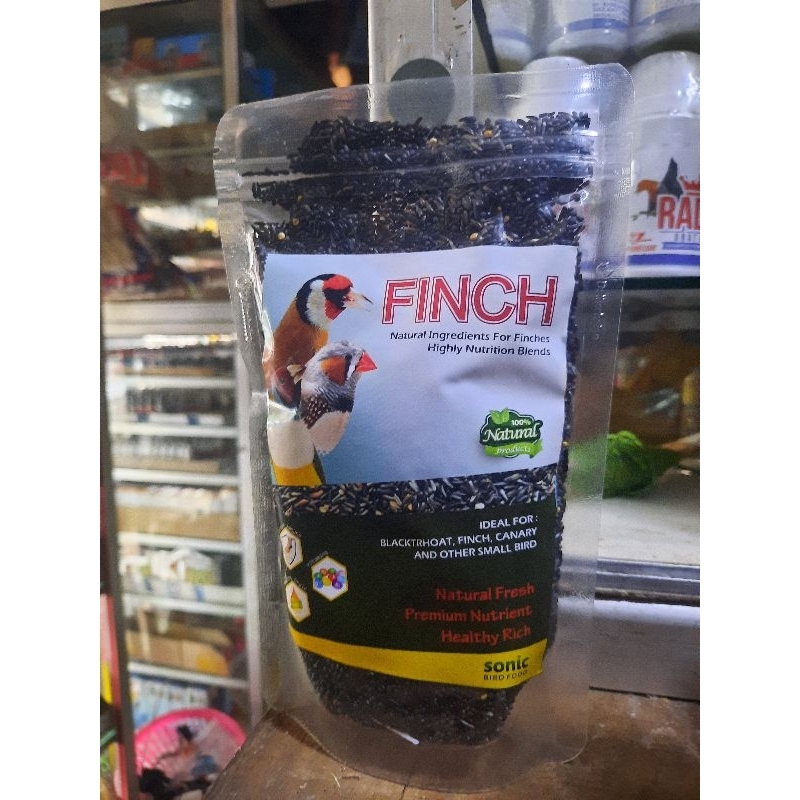 FINCH
Natural Ingredients For Finches
Highly Nutrition Blends
100%
Natural
products
IDEAL FOR :
BLACKTRHOAT, FINCH, CANARY
AND OTHER SMALL BIRD
Natural Fresh
Premium Nutrient
Healthy Rich
sonic
BIRD FOOD